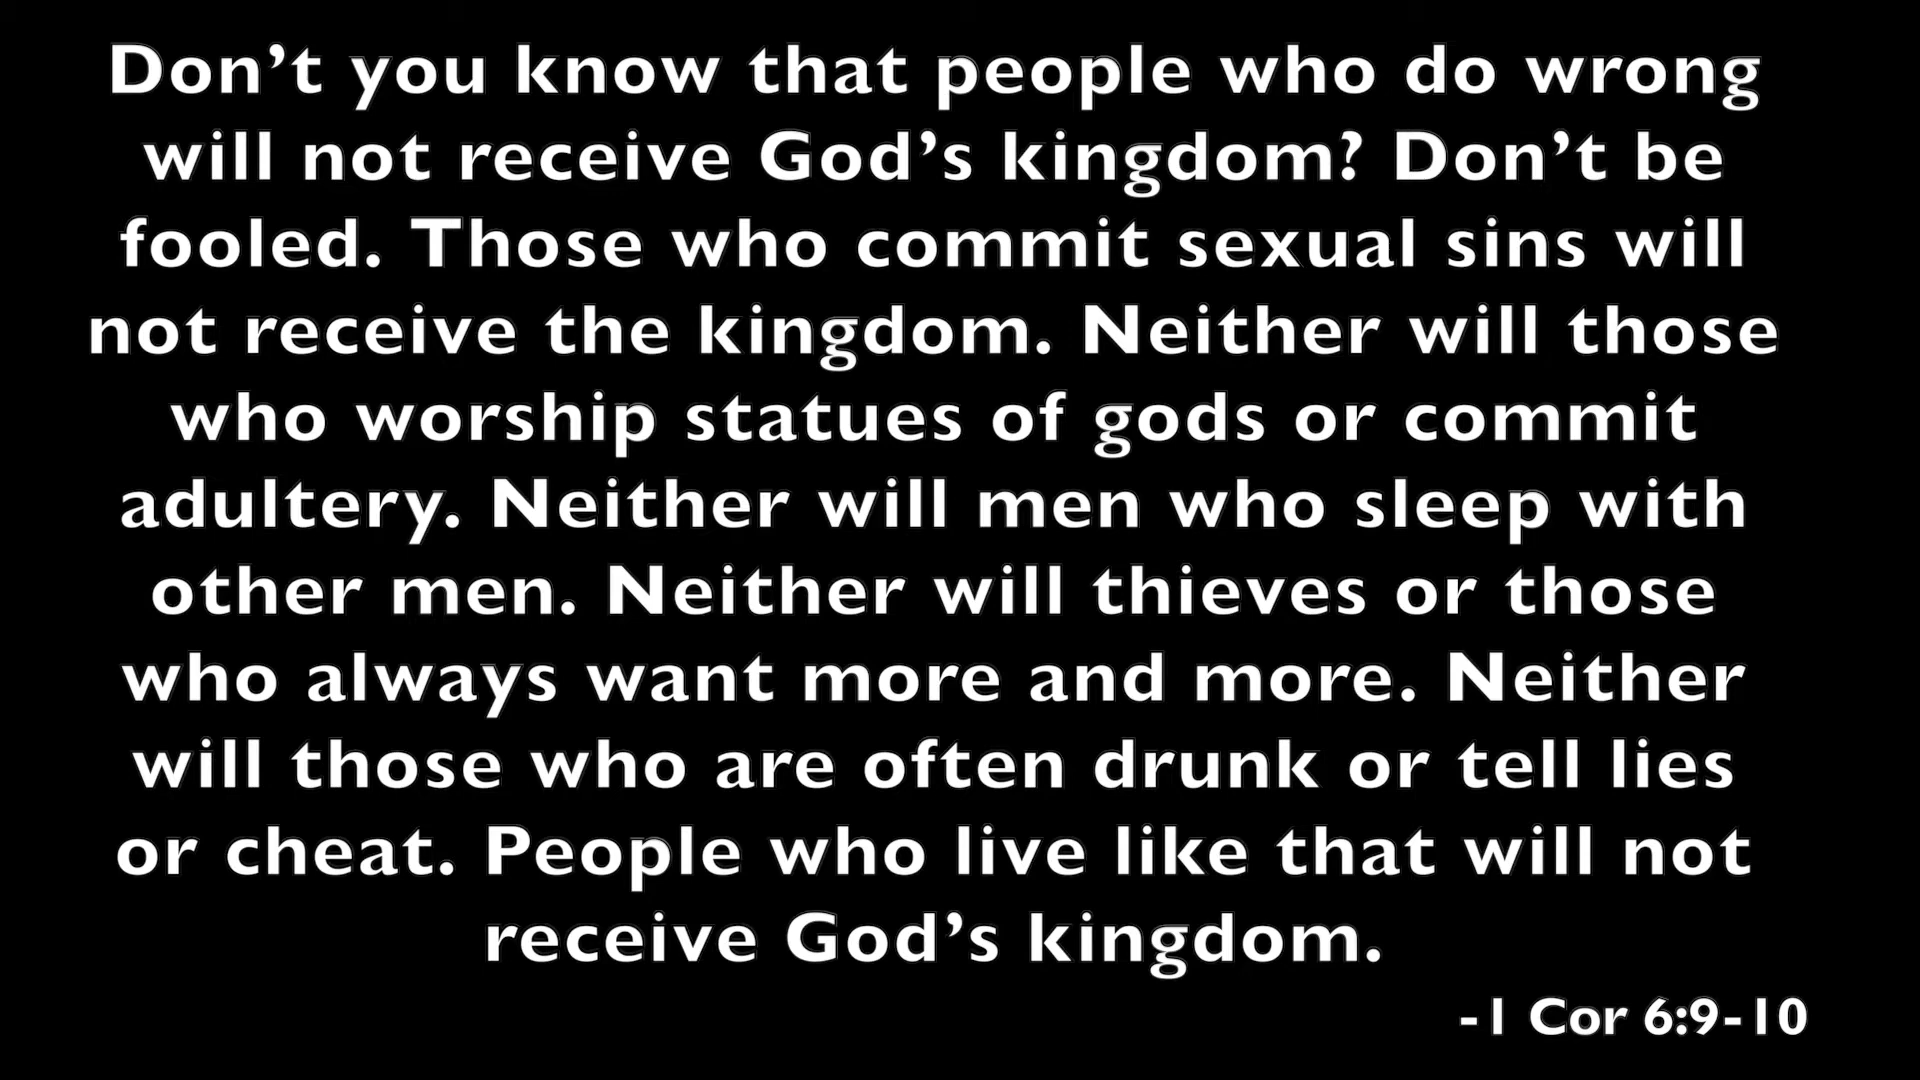 Don’t you know that people who do wrong
will not receive God’s kingdom? Don’t be
fooled. Those who commit sexual sins will
not receive the kingdom. Neither will those
who worship statues of gods or commit
adultery. Neither will men who sleep with
other men. Neither will thieves or those
who always want more and more. Neither
will those who are often drunk or tell lies
or cheat. People who live like that will not
receive God’s kingdom.
-1 Cor 6:9-10